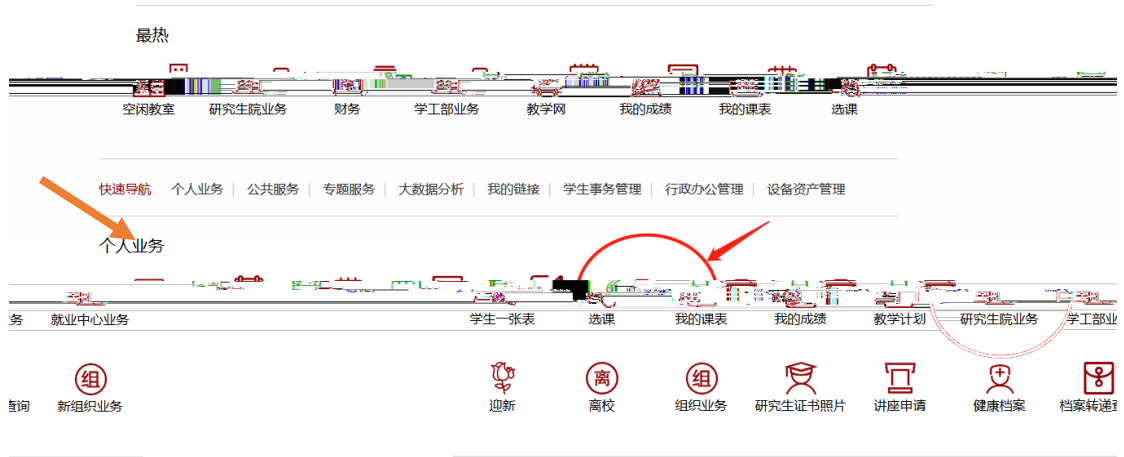 最热
空闲教室 研究生院业务 财务 学工部业务 教学网 我的成绩 我的课表 选课
快速导航 个人业务 | 公共服务 | 专题服务 | 大数据分析 | 我的链接 | 学生事务管理 | 行政办公管理 | 设备资产管理
个人业务
务 就业中心业务 学生一张表 选课 我的课表 我的成绩 教学计划 研究生院业务 学工部业
组 离 组
查询 新组织业务 迎新 离校 组织业务 研究生证书照片 讲座申请 健康档案 档案转递